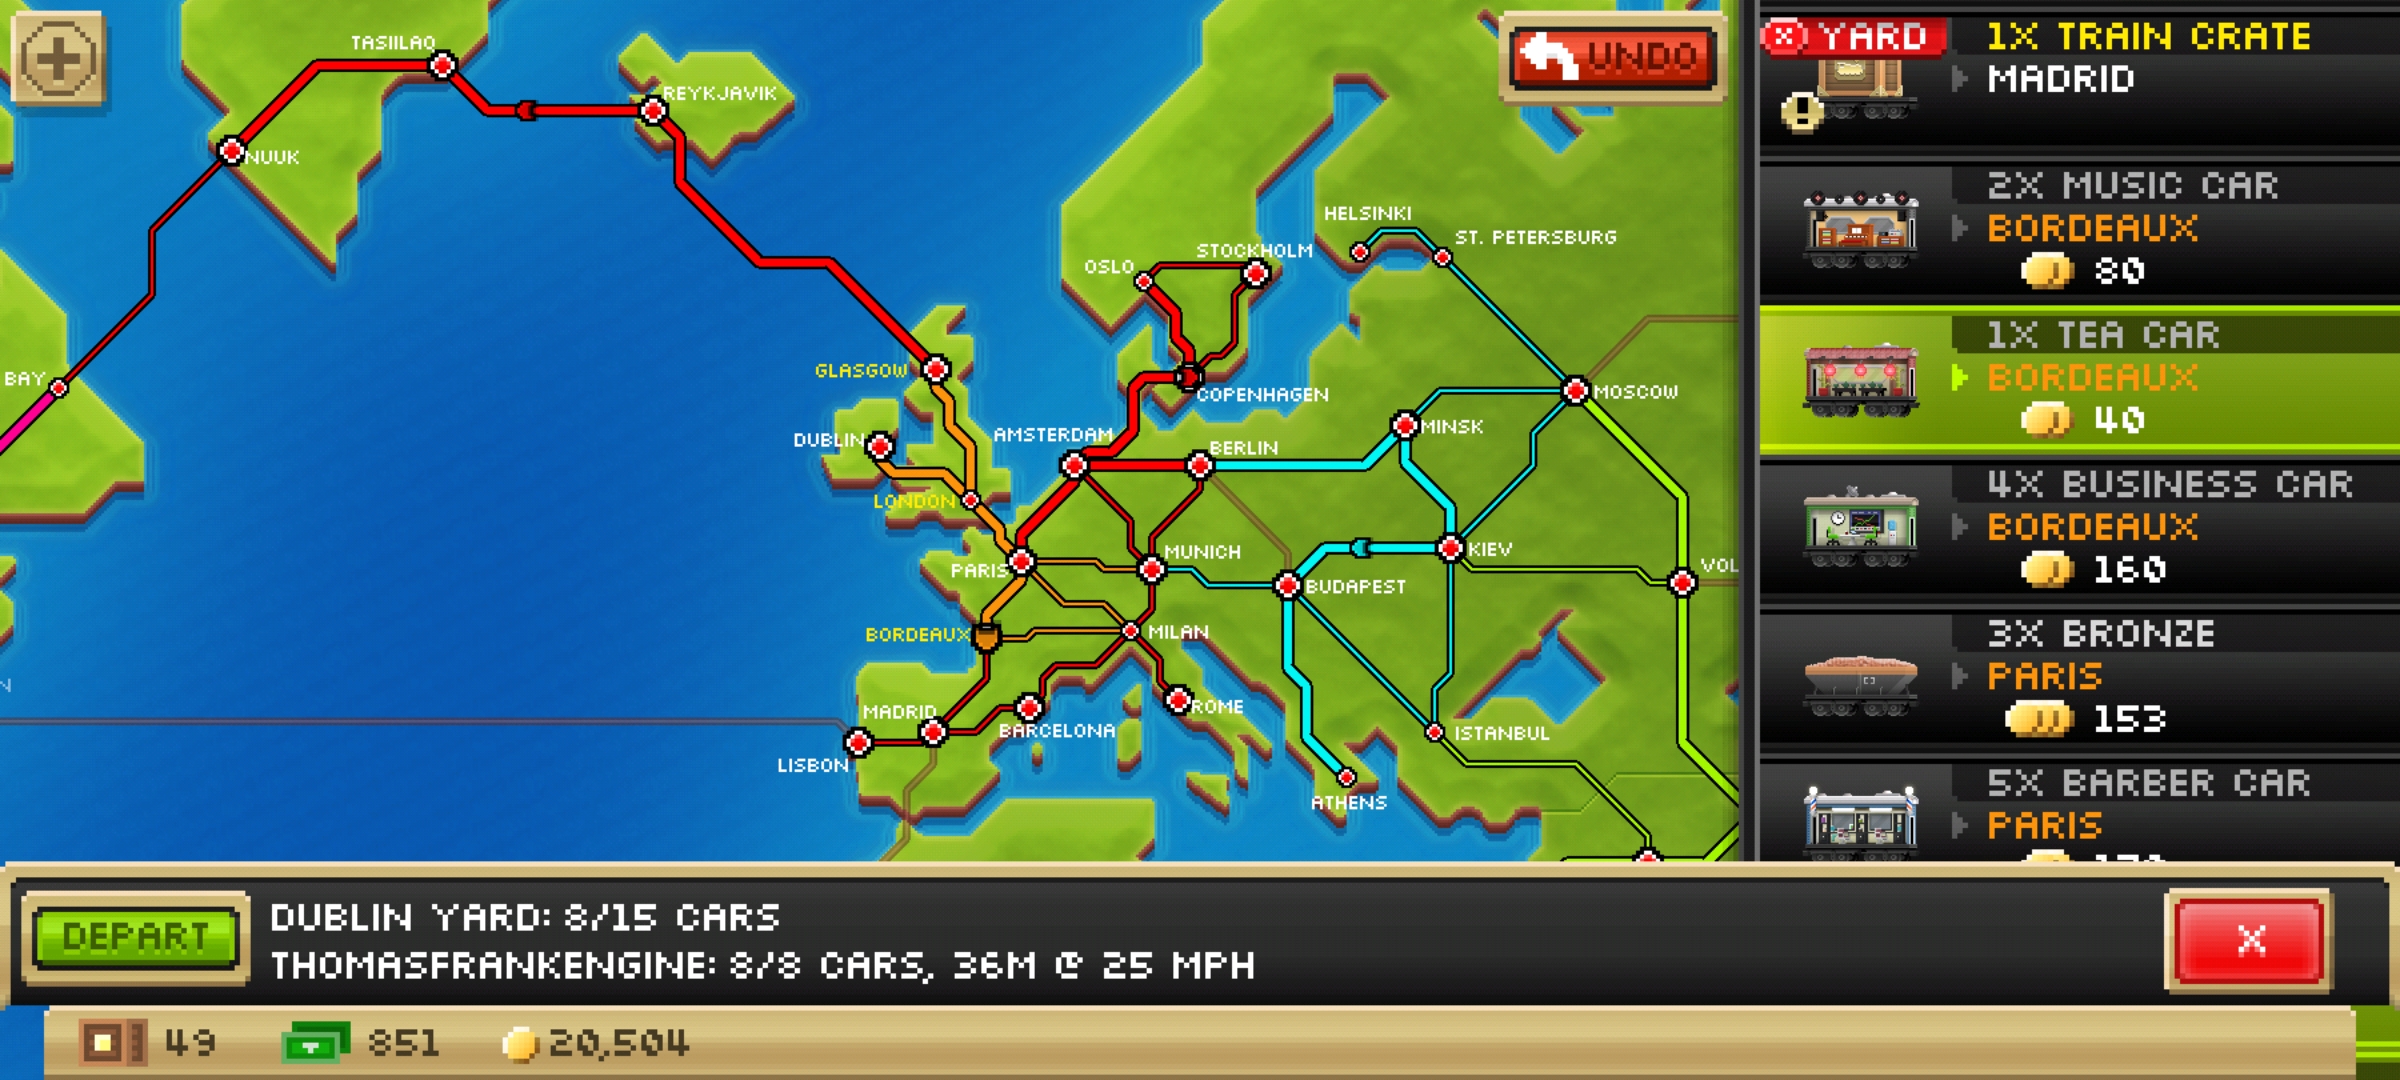 TASIILAQ
REYKJAVIK
NUUK
BAY
HELSINKI
ST. PETERSBURG
STOCKHOLM
OSLO
COPENHAGEN
GLASGOW
MOSCOW
AMSTERDAM
MINSK
DUBLIN
BERLIN
LONDON
MUNICH
KIEV
PARIS
VOL
BUDAPEST
BORDEAUX
MILAN
N
MADRID
ROME
BARCELONA
ISTANBUL
LISBON
ATHENS
UNDO
YARD
1X TRAIN CRATE
MADRID
2X MUSIC CAR
BORDEAUX
80
1X TEA CAR
BORDEAUX
40
4X BUSINESS CAR
BORDEAUX
160
3X BRONZE
PARIS
153
5X BARBER CAR
PARIS
DEPART
DUBLIN YARD: 8/15 CARS
THOMASFRANKENGINE: 8/8 CARS, 36M @ 25 MPH
X
49
851
20,504